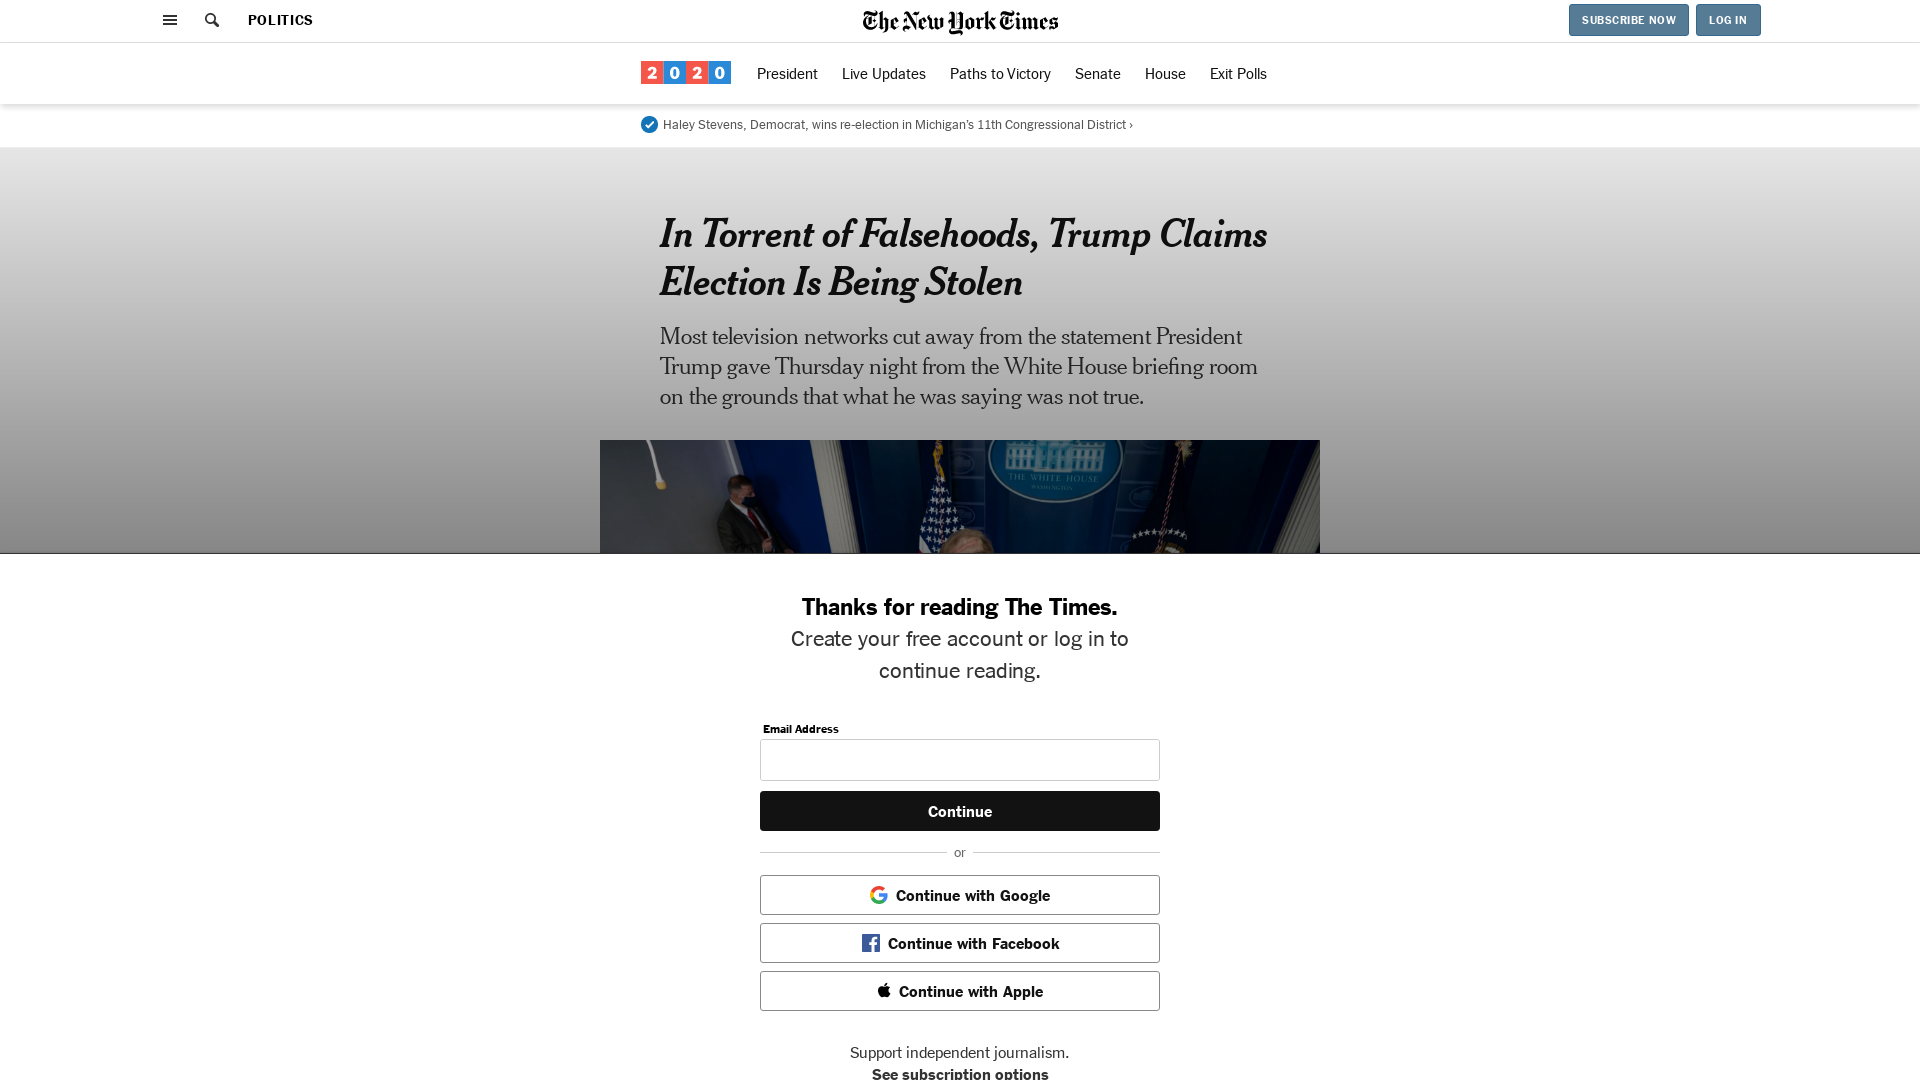 POLITICS
The New York Times
SUBSCRIBE NOW
LOG IN
2020
President
Live Updates
Paths to Victory
Senate
House
Exit Polls
Haley Stevens, Democrat, wins re-election in Michigan’s 11th Congressional District ›
In Torrent of Falsehoods, Trump Claims
Election Is Being Stolen
Most television networks cut away from the statement President
Trump gave Thursday night from the White House briefing room
on the grounds that what he was saying was not true.
THE WHITE HOUSE
WASHINGTON
Thanks for reading The Times.
Create your free account or log in to
continue reading.
Email Address
Continue
or
Continue with Google
Continue with Facebook
Continue with Apple
Support independent journalism.
See subscription options